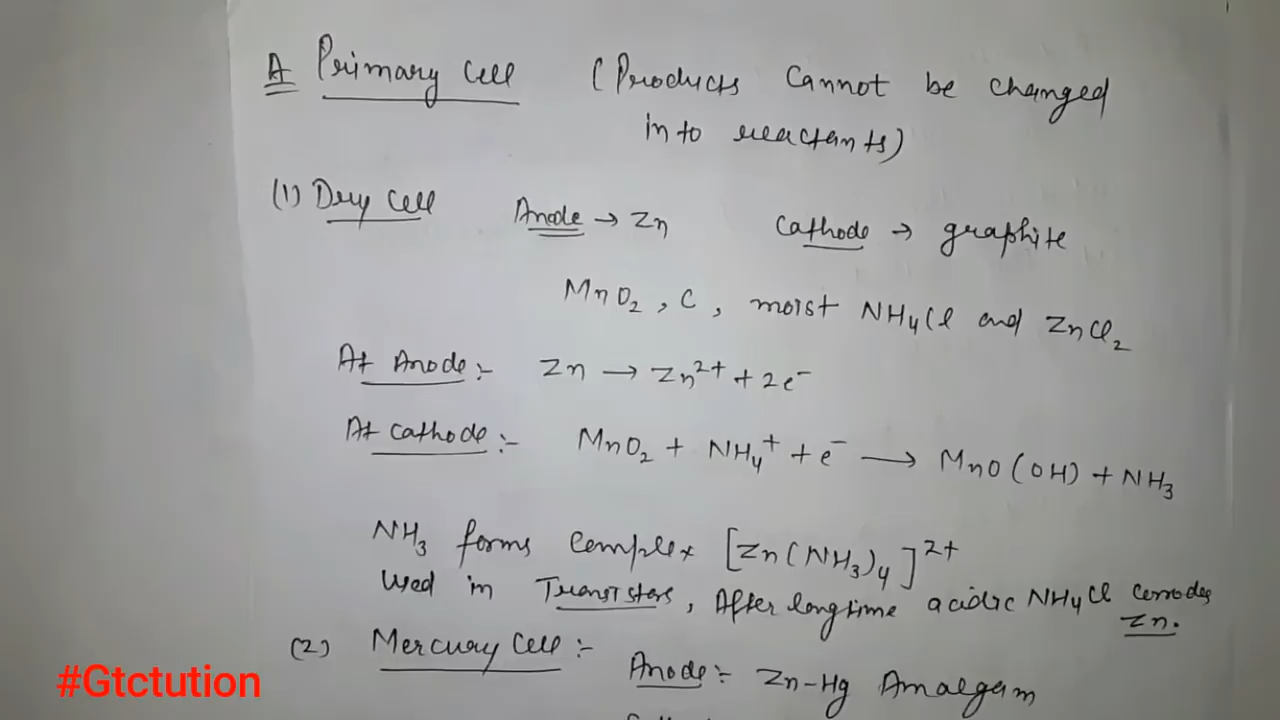 A Primary Cell (Products Cannot be changed
into reactants)
(1) Dry Cell Anode → Zn Cathode → graphite
MnO₂, C, moist NH₄Cl and ZnCl₂
At Anode:- Zn → Zn²⁺ + 2e⁻
At Cathode:- MnO₂ + NH₄⁺ + e⁻ → MnO(OH) + NH₃
NH₃ forms complex [Zn(NH₃)₄]²⁺
Used in Transistors, After long time acidic NH₄Cl corrodes
Zn.
(2) Mercury Cell:- Anode:- Zn-Hg Amalgam
#Gtctution